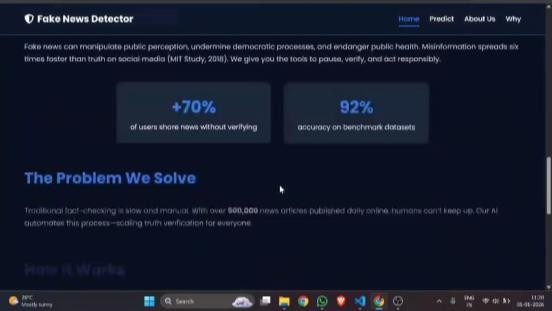 Fake News Detector
Home Predict About Us Why
Fake news can manipulate public perception, undermine democratic processes, and endanger public health. Misinformation spreads six
times faster than truth on social media (MIT Study, 2018). We give you the tools to pause, verify, and act responsibly.
+70%
of users share news without verifying
92%
accuracy on benchmark datasets
The Problem We Solve
Traditional fact-checking is slow and manual. With over 500,000 news articles published daily online, humans can't keep up. Our AI
automates this process—scaling truth verification for everyone.
How It Works
Mostly sunny
Search
ENG
IN
11:20